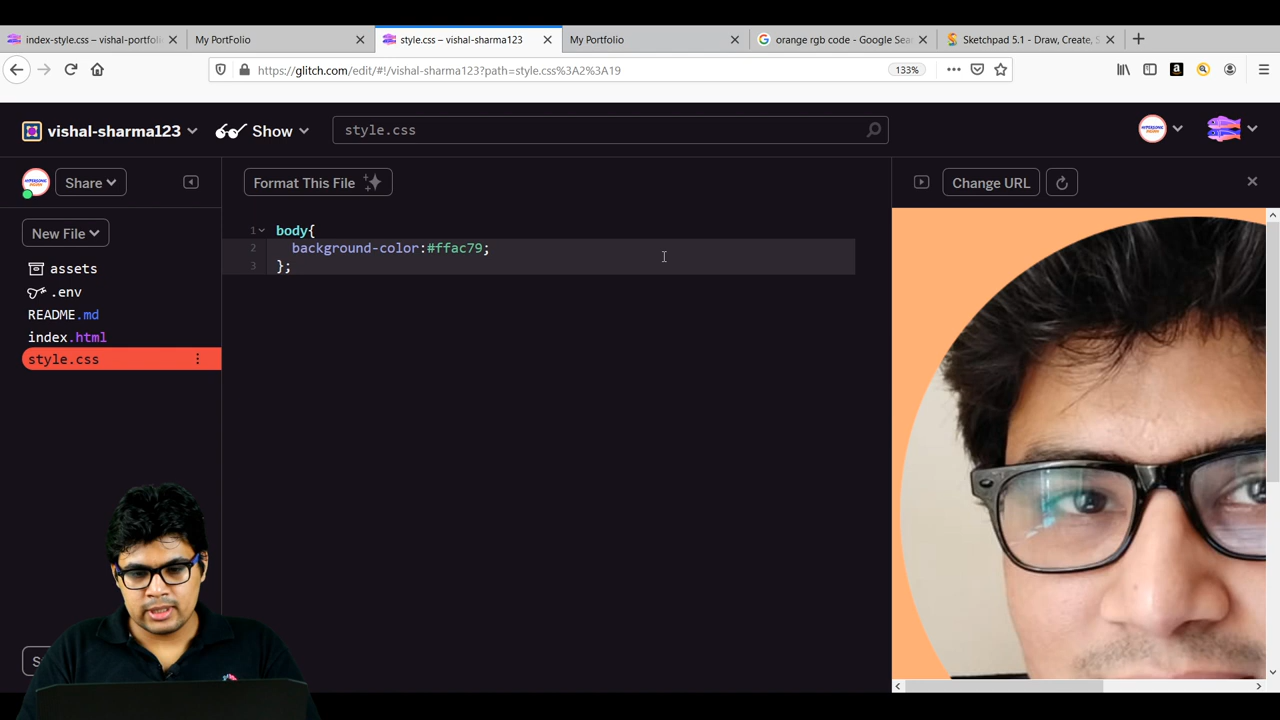 index-style.css – vishal-portfoli
My PortFolio
style.css – vishal-sharma123
My Portfolio
orange rgb code - Google Sea
Sketchpad 5.1 - Draw, Create, S
https://glitch.com/edit/#!/vishal-sharma123?path=style.css%3A2%3A19
133%
vishal-sharma123
Show
style.css
Share
Format This File
Change URL
New File
1 body{
2 background-color:#ffac79;
3 };
assets
.env
README.md
index.html
style.css